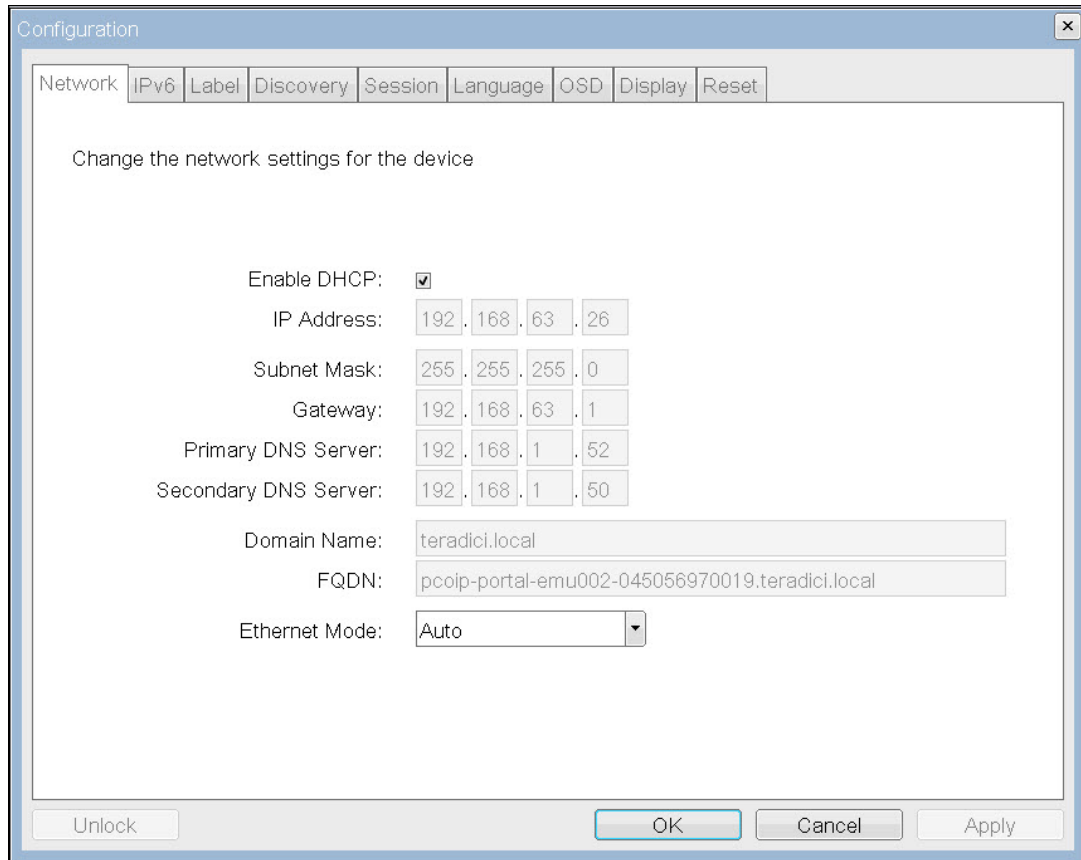 Configuration
Network IPv6 Label Discovery Session Language OSD Display Reset
Change the network settings for the device
Enable DHCP:
IP Address: 192 . 168 . 63 . 26
Subnet Mask: 255 . 255 . 255 . 0
Gateway: 192 . 168 . 63 . 1
Primary DNS Server: 192 . 168 . 1 . 52
Secondary DNS Server: 192 . 168 . 1 . 50
Domain Name: teradici.local
FQDN: pcoip-portal-emu002-045056970019.teradici.local
Ethernet Mode: Auto
Unlock OK Cancel Apply